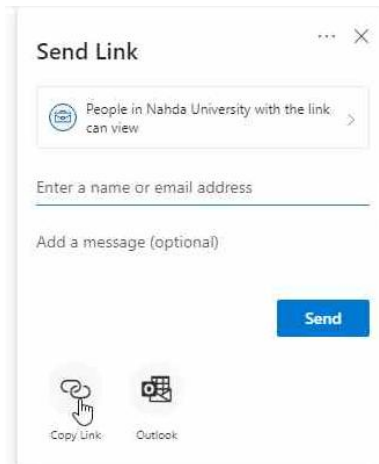 Send Link
People in Nahda University with the link
can view
Enter a name or email address
Add a message (optional)
Send
Copy Link
Outlook